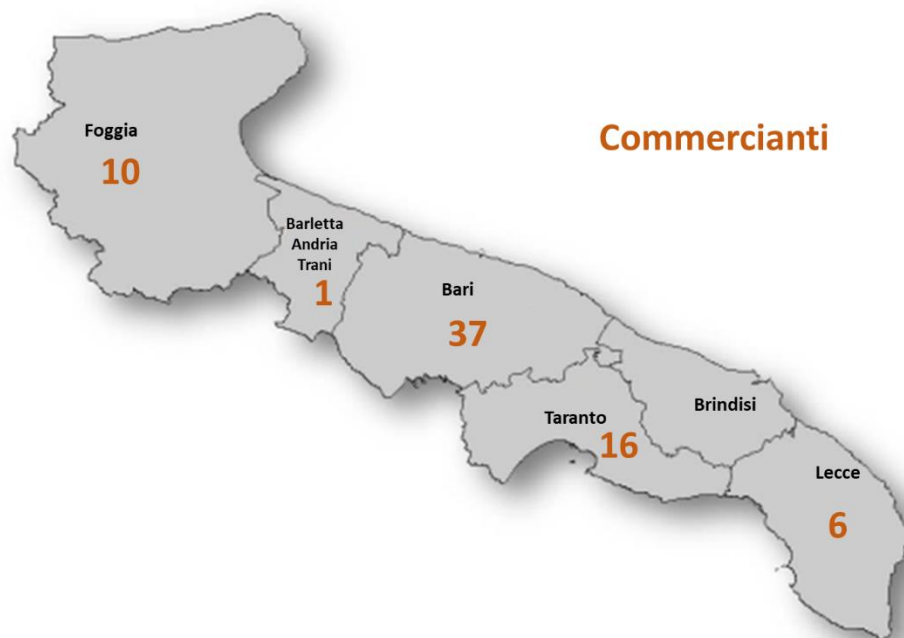 Commercianti
Foggia
10
Barletta
Andria
Trani
1
Bari
37
Taranto
16
Brindisi
Lecce
6